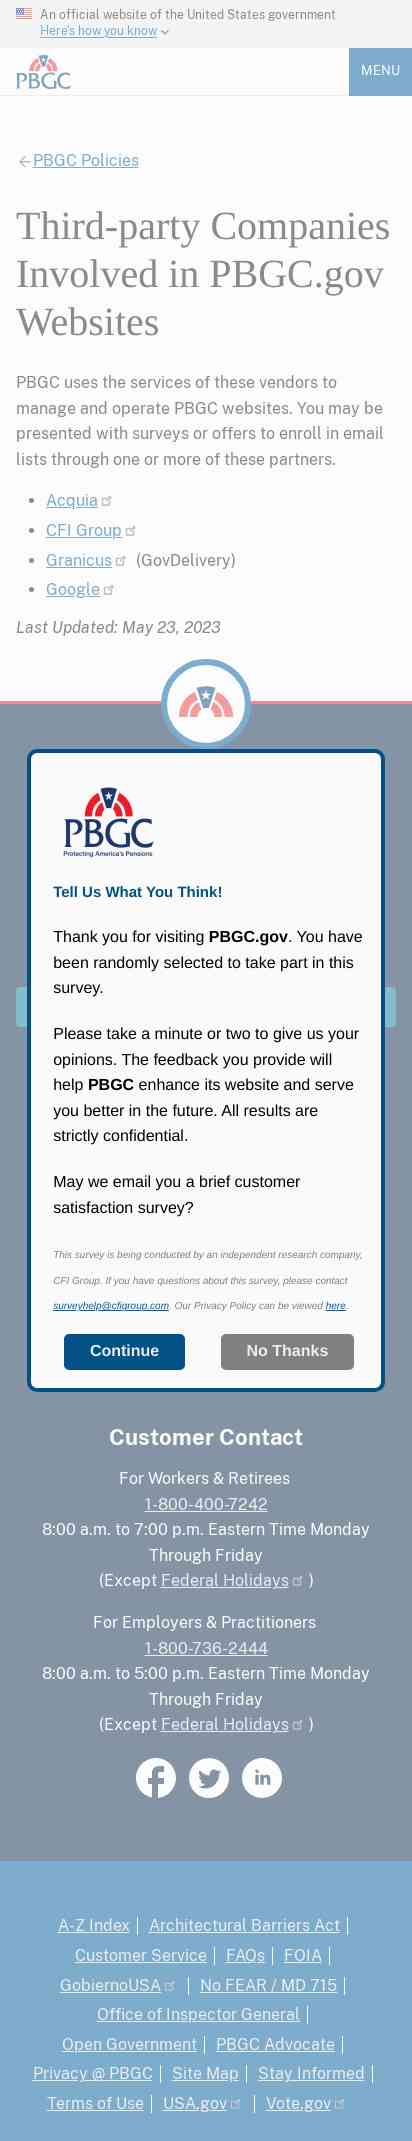 An official website of the United States government
Here's how you know
PBGC
MENU
PBGC Policies
Third-party Companies
Involved in PBGC.gov
Websites
PBGC uses the services of these vendors to
manage and operate PBGC websites. You may be
presented with surveys or offers to enroll in email
lists through one or more of these partners.
Acquia
CFI Group
Granicus (GovDelivery)
Google
Last Updated: May 23, 2023
PBGC
Protecting America's Pensions
Tell Us What You Think!
Thank you for visiting PBGC.gov. You have
been randomly selected to take part in this
survey.
Please take a minute or two to give us your
opinions. The feedback you provide will
help PBGC enhance its website and serve
you better in the future. All results are
strictly confidential.
May we email you a brief customer
satisfaction survey?
This survey is being conducted by an independent research company,
CFI Group. If you have questions about this survey, please contact
surveyhelp@cfigroup.com. Our Privacy Policy can be viewed here.
Continue No Thanks
Customer Contact
For Workers & Retirees
1-800-400-7242
8:00 a.m. to 7:00 p.m. Eastern Time Monday
Through Friday
(Except Federal Holidays )
For Employers & Practitioners
1-800-736-2444
8:00 a.m. to 5:00 p.m. Eastern Time Monday
Through Friday
(Except Federal Holidays )
A-Z Index Architectural Barriers Act
Customer Service FAQs FOIA
GobiernoUSA No FEAR / MD 715
Office of Inspector General
Open Government PBGC Advocate
Privacy @ PBGC Site Map Stay Informed
Terms of Use USA.gov Vote.gov